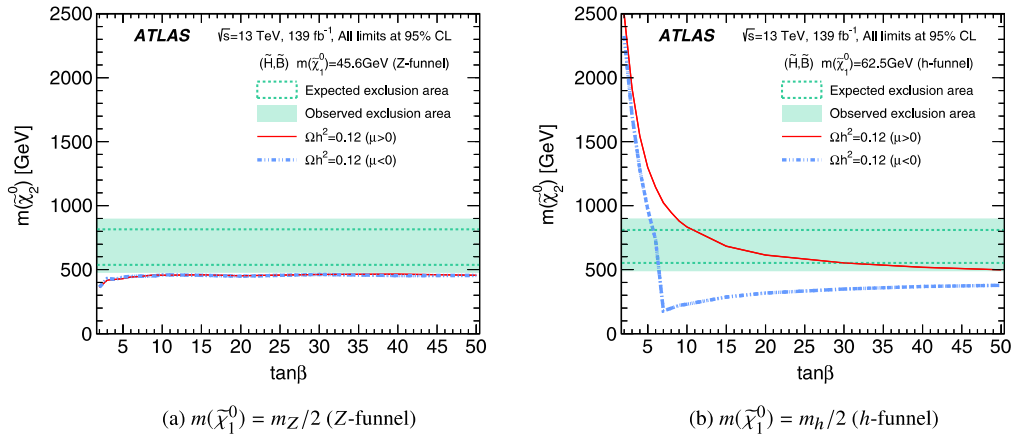 ATLAS √s=13 TeV, 139 fb⁻¹, All limits at 95% CL
(H̃,B̃) m(χ̃₁⁰)=45.6GeV (Z-funnel)
Expected exclusion area
Observed exclusion area
Ωh²=0.12 (μ>0)
Ωh²=0.12 (μ<0)
m(χ̃₂⁰) [GeV]
2500
2000
1500
1000
500
0
5 10 15 20 25 30 35 40 45 50
tanβ
(a) m(χ̃₁⁰) = m_Z/2 (Z-funnel)
ATLAS √s=13 TeV, 139 fb⁻¹, All limits at 95% CL
(H̃,B̃) m(χ̃₁⁰)=62.5GeV (h-funnel)
Expected exclusion area
Observed exclusion area
Ωh²=0.12 (μ>0)
Ωh²=0.12 (μ<0)
m(χ̃₂⁰) [GeV]
2500
2000
1500
1000
500
0
5 10 15 20 25 30 35 40 45 50
tanβ
(b) m(χ̃₁⁰) = m_h/2 (h-funnel)